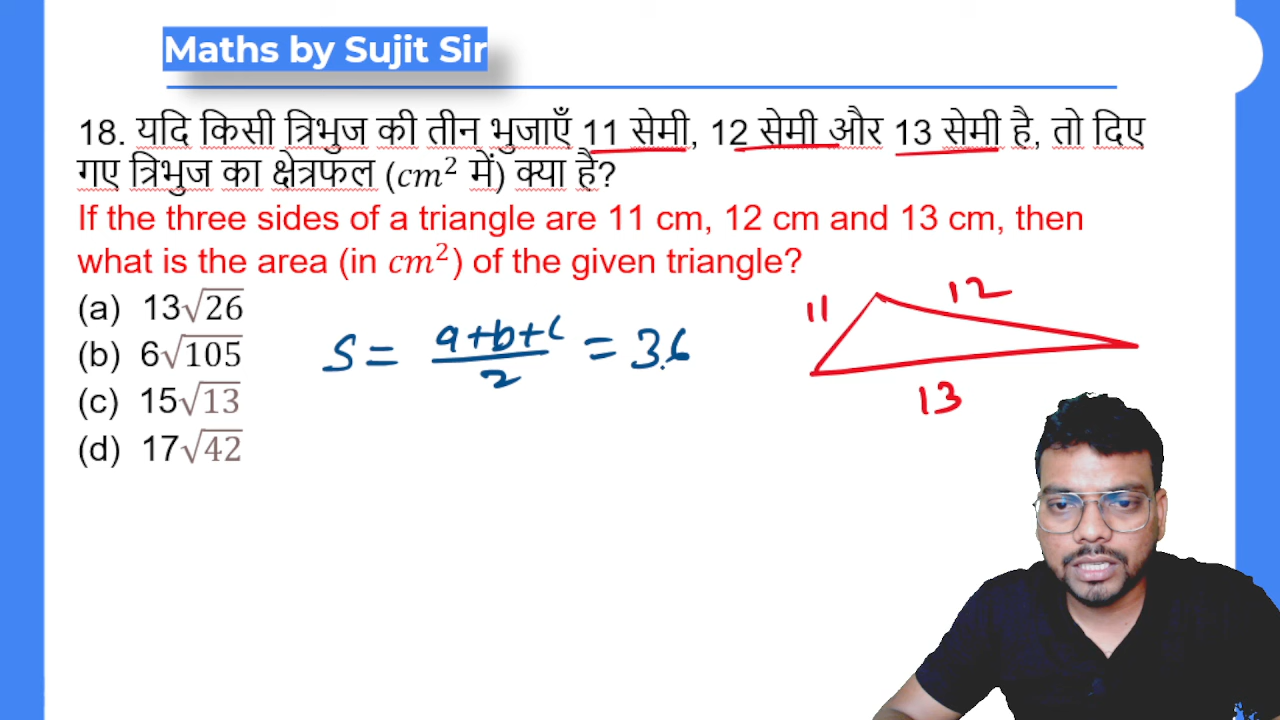 Maths by Sujit Sir
18. यदि किसी त्रिभुज की तीन भुजाएँ 11 सेमी, 12 सेमी और 13 सेमी है, तो दिए
गए त्रिभुज का क्षेत्रफल (cm² में) क्या है?
If the three sides of a triangle are 11 cm, 12 cm and 13 cm, then
what is the area (in cm²) of the given triangle?
(a) 13√26
(b) 6√105
(c) 15√13
(d) 17√42
S = a+b+c/2 = 36
11
12
13